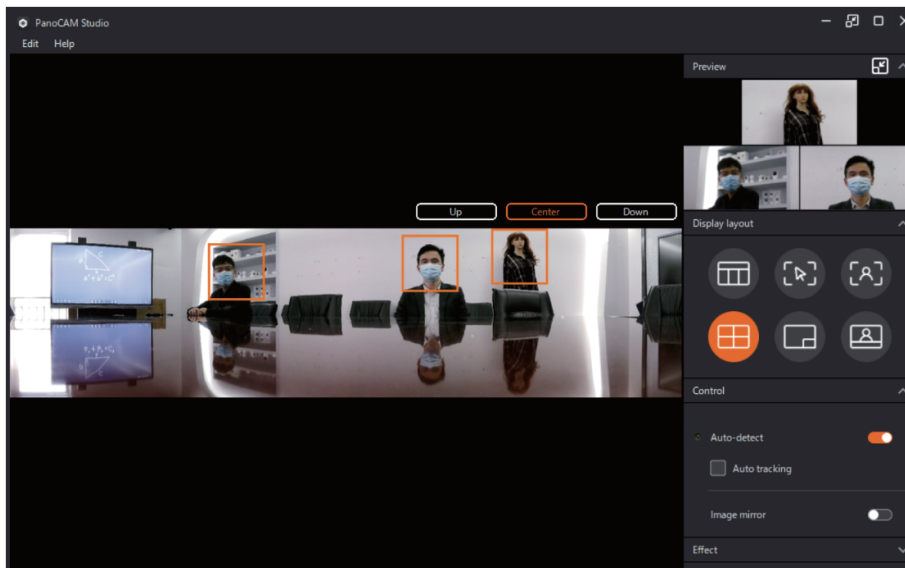 PanoCAM Studio
Edit Help
Preview
Up Center Down
Display layout
Control
Auto-detect
Auto tracking
Image mirror
Effect